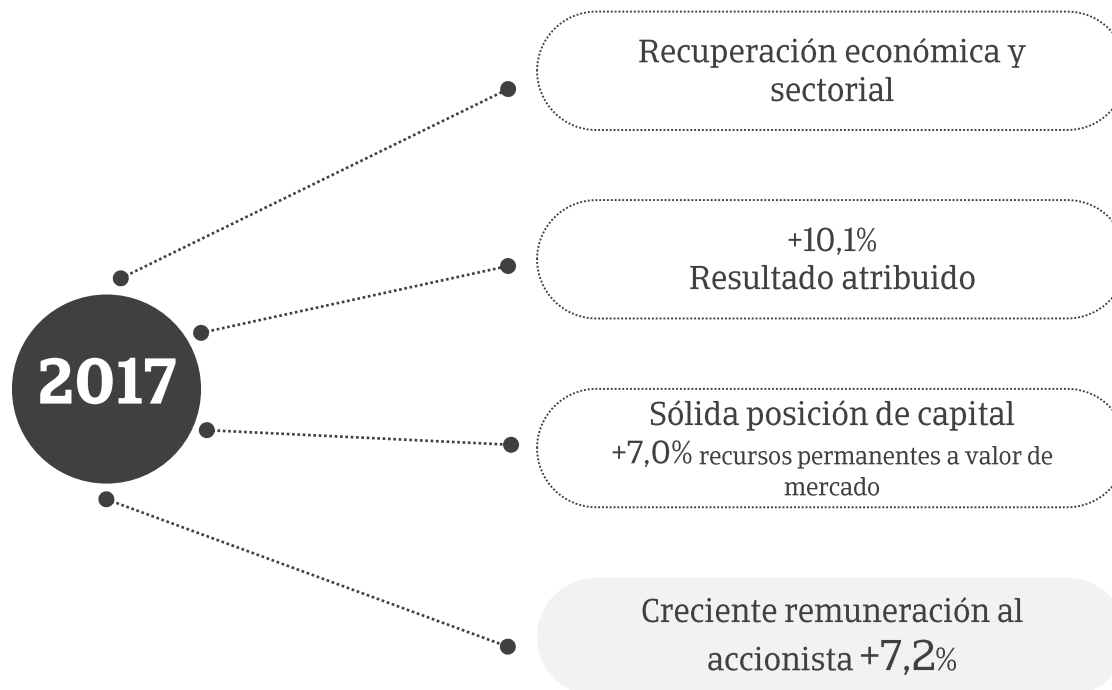 Recuperación económica y
sectorial
+10,1%
Resultado atribuido
2017
Sólida posición de capital
+7,0% recursos permanentes a valor de
mercado
Creciente remuneración al
accionista +7,2%